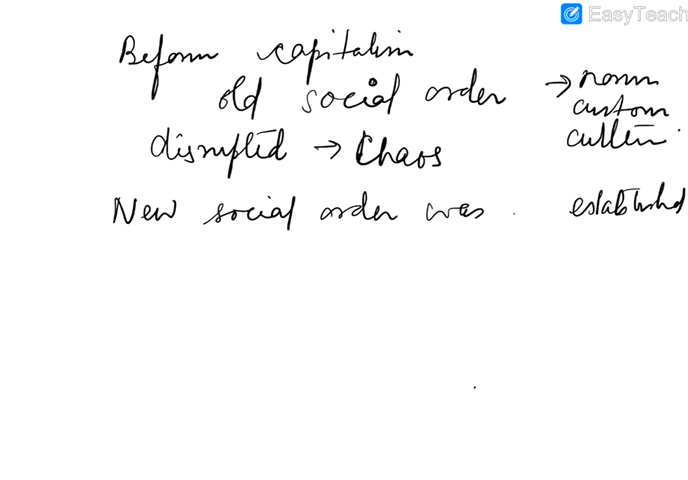 EasyTeach
Before capitalism
old social order → norm
custom
culture
disrupted → Chaos
New social order was. established